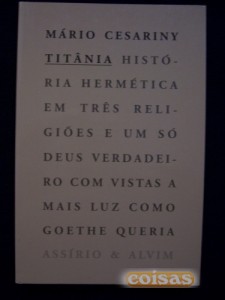 MÁRIO CESARINY
TITÂNIA HISTÓ-
RIA HERMÉTICA
EM TRÊS RELI-
GIÕES E UM SÓ
DEUS VERDADEI-
RO COM VISTAS A
MAIS LUZ COMO
GOETHE QUERIA
ASSÍRIO & ALVIM
coisas